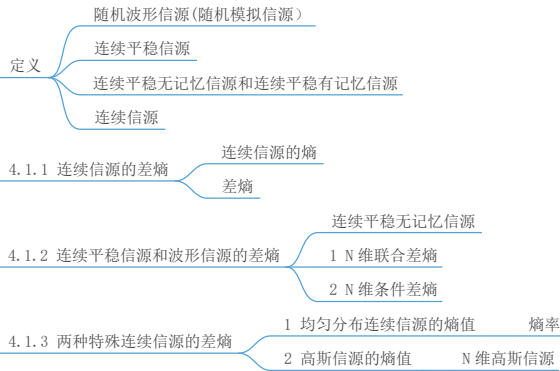 随机波形信源(随机模拟信源）
连续平稳信源
定义
连续平稳无记忆信源和连续平稳有记忆信源
连续信源
连续信源的熵
4.1.1 连续信源的差熵
差熵
连续平稳无记忆信源
4.1.2 连续平稳信源和波形信源的差熵
1 N维联合差熵
2 N维条件差熵
1 均匀分布连续信源的熵值 熵率
4.1.3 两种特殊连续信源的差熵
2 高斯信源的熵值 N维高斯信源